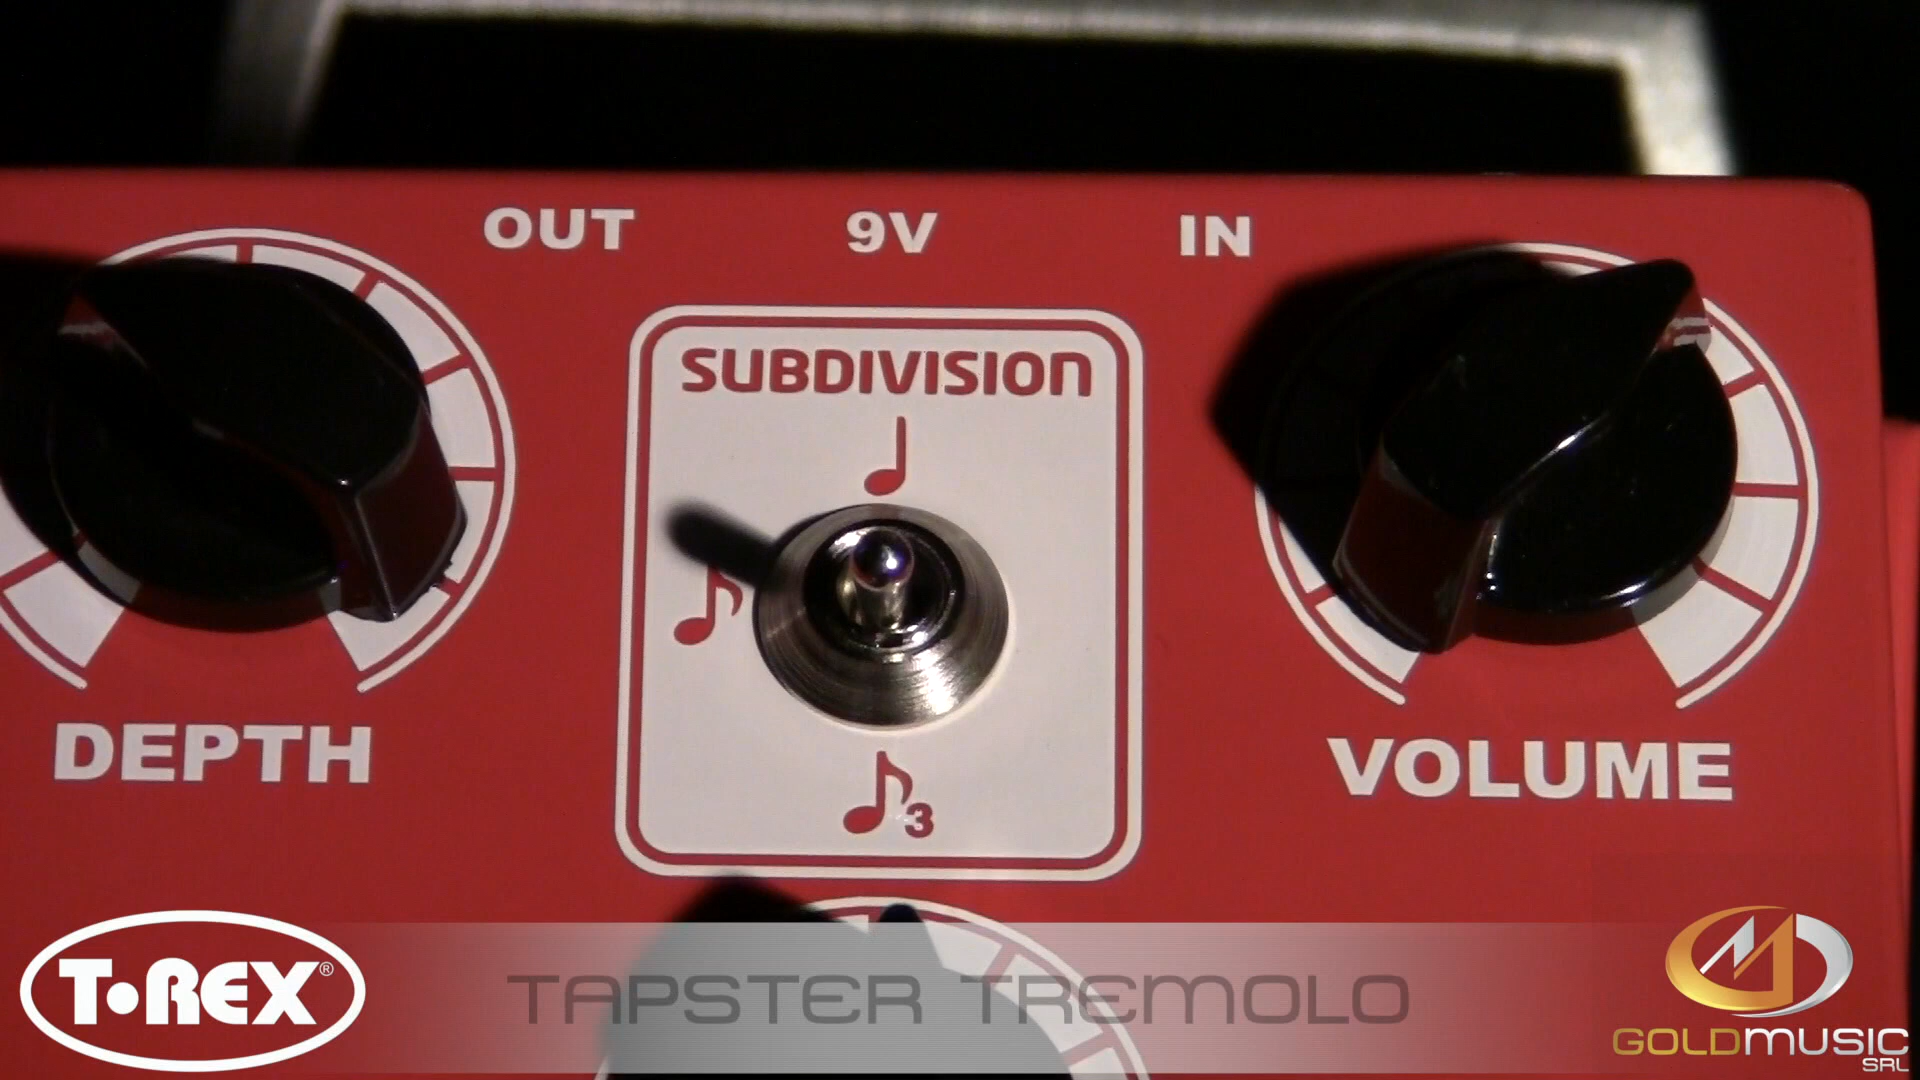 OUT 9V IN
SUBDIVISION
3
DEPTH
VOLUME
T-REX®
TAPSTER TREMOLO
GOLDMUSIC
SRL